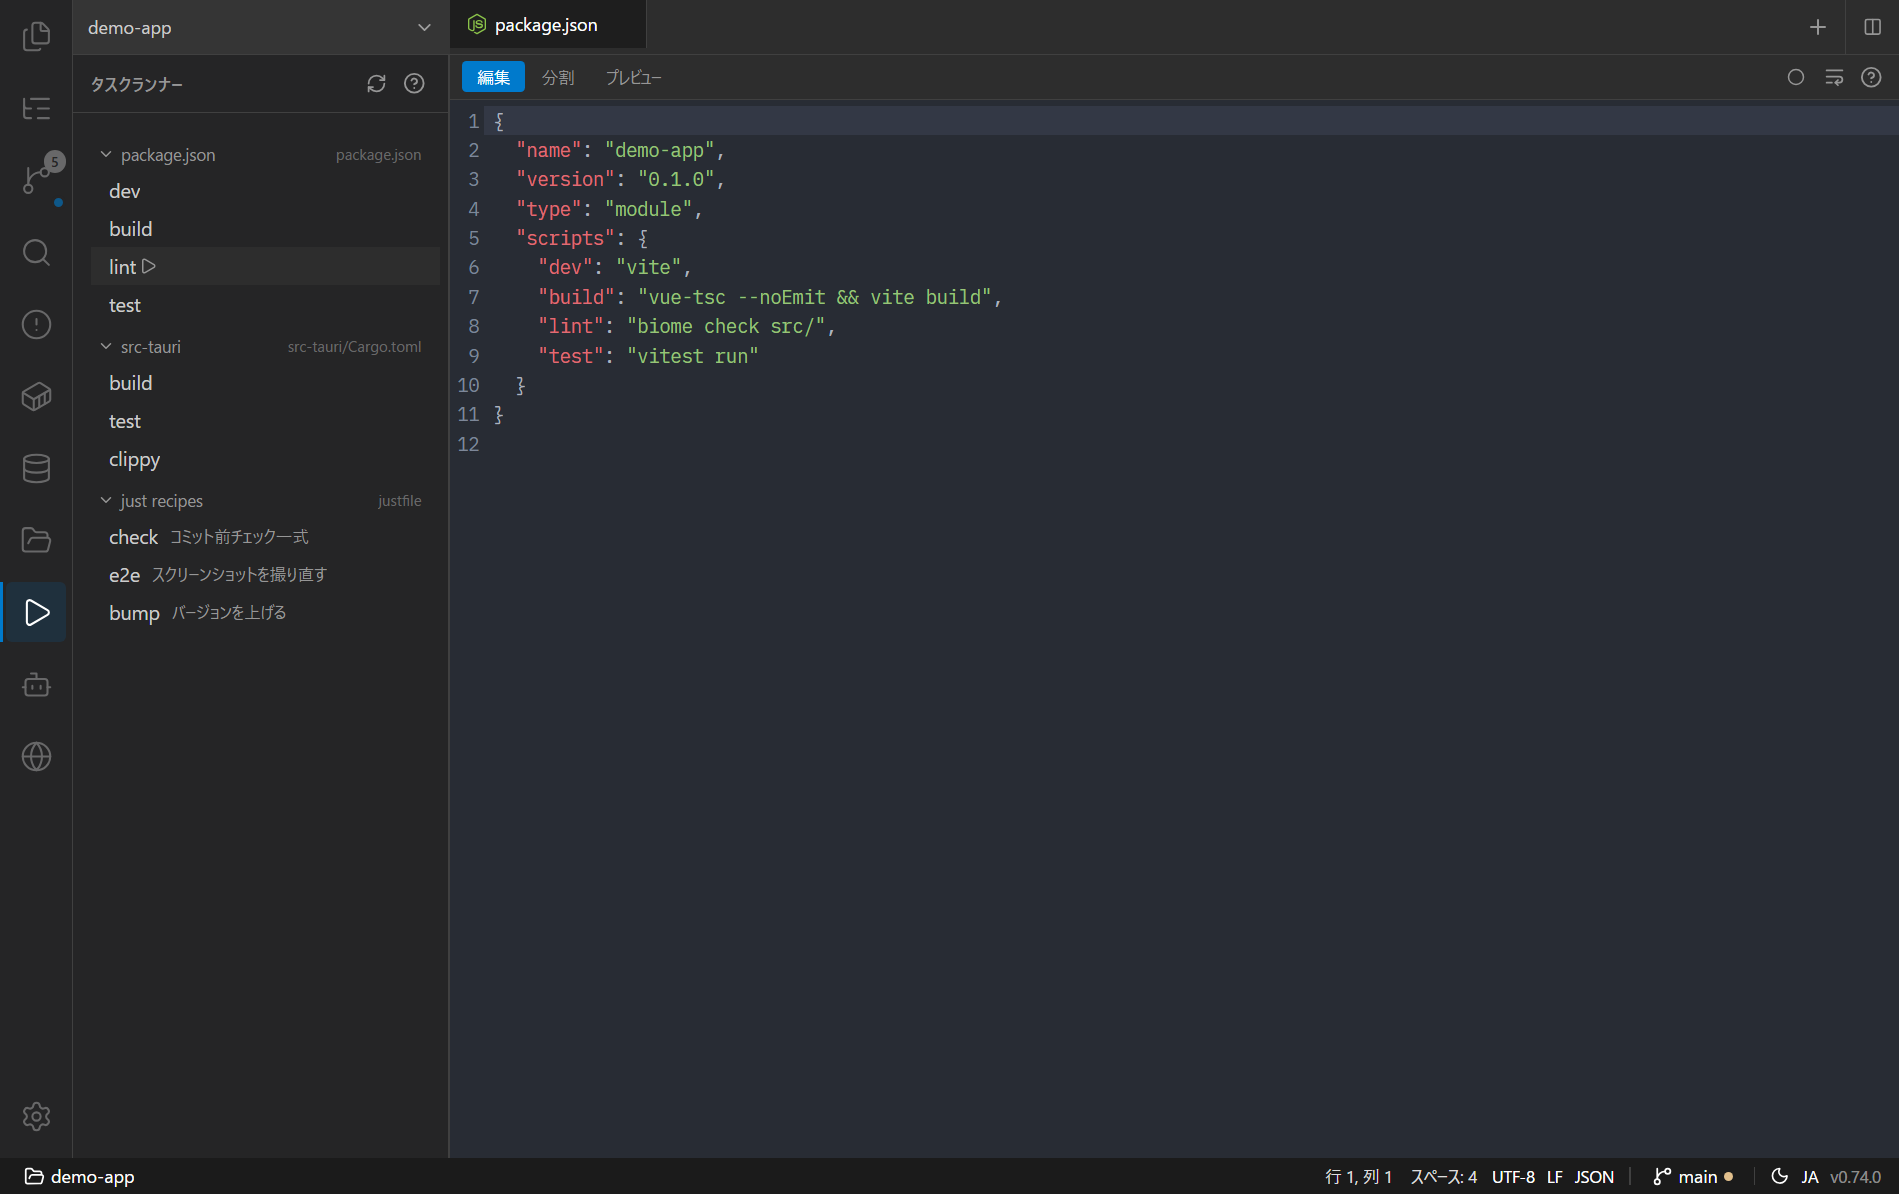 demo-app
package.json
タスクランナー
編集 分割 プレビュー
5
package.json package.json
dev
build
lint
test
src-tauri src-tauri/Cargo.toml
build
test
clippy
just recipes justfile
check コミット前チェック一式
e2e スクリーンショットを撮り直す
bump バージョンを上げる
1 {
2 "name": "demo-app",
3 "version": "0.1.0",
4 "type": "module",
5 "scripts": {
6 "dev": "vite",
7 "build": "vue-tsc --noEmit && vite build",
8 "lint": "biome check src/",
9 "test": "vitest run"
10 }
11 }
12
demo-app
行 1, 列 1 スペース: 4 UTF-8 LF JSON main JA v0.74.0